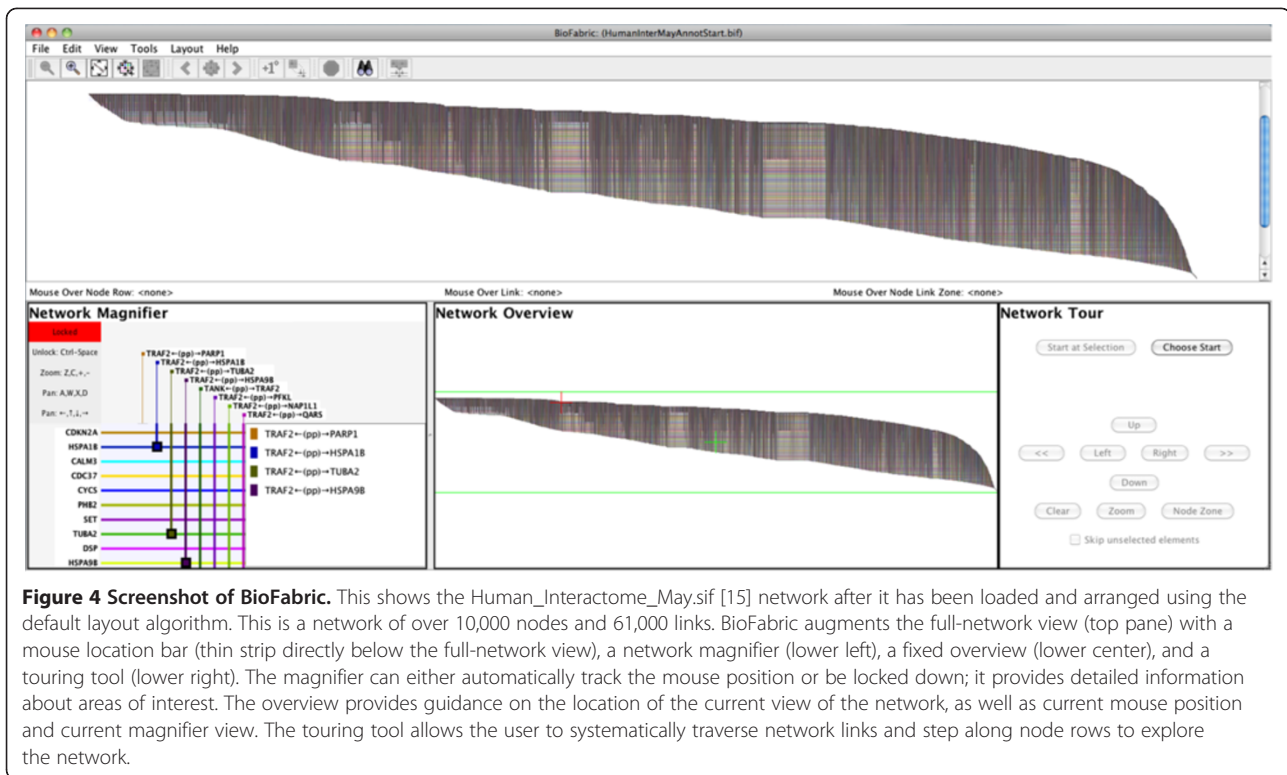 BioFabric: (HumanInterMayAnnotStart.bif)
File Edit View Tools Layout Help
+1°
Mouse Over Node Row: <none> Mouse Over Link: <none> Mouse Over Node Link Zone: <none>
Network Magnifier
Locked
Unlock: Ctrl-Space
Zoom: Z,C,+,-
Pan: A,W,X,D
Pan: ←,↑,↓,→
TRAF2←(pp)→PARP1
TRAF2←(pp)→HSPA1B
TRAF2←(pp)→TUBA2
TRAF2←(pp)→HSPA9B
TANK←(pp)→TRAF2
TRAF2←(pp)→PFKL
TRAF2←(pp)→NAP1L1
TRAF2←(pp)→QARS
CDKN2A
HSPA1B
CALM3
CDC37
CYCS
PHB2
SET
TUBA2
DSP
HSPA9B
TRAF2←(pp)→PARP1
TRAF2←(pp)→HSPA1B
TRAF2←(pp)→TUBA2
TRAF2←(pp)→HSPA9B
Network Overview
Network Tour
Start at Selection Choose Start
Up
<< Left Right >>
Down
Clear Zoom Node Zone
Skip unselected elements
Figure 4 Screenshot of BioFabric. This shows the Human_Interactome_May.sif [15] network after it has been loaded and arranged using the
default layout algorithm. This is a network of over 10,000 nodes and 61,000 links. BioFabric augments the full-network view (top pane) with a
mouse location bar (thin strip directly below the full-network view), a network magnifier (lower left), a fixed overview (lower center), and a
touring tool (lower right). The magnifier can either automatically track the mouse position or be locked down; it provides detailed information
about areas of interest. The overview provides guidance on the location of the current view of the network, as well as current mouse position
and current magnifier view. The touring tool allows the user to systematically traverse network links and step along node rows to explore
the network.